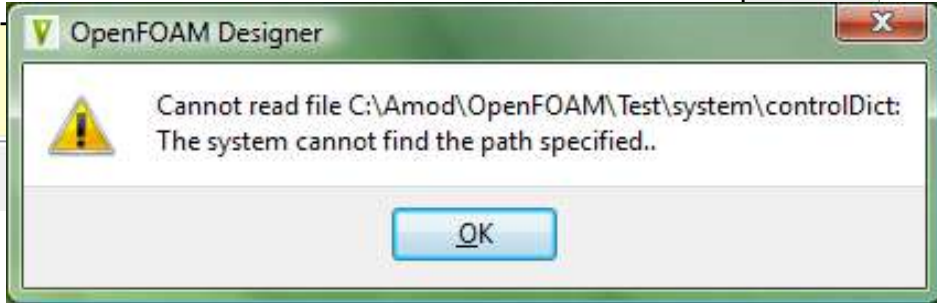 OpenFOAM Designer
Cannot read file C:\Amod\OpenFOAM\Test\system\controlDict:
The system cannot find the path specified..
OK